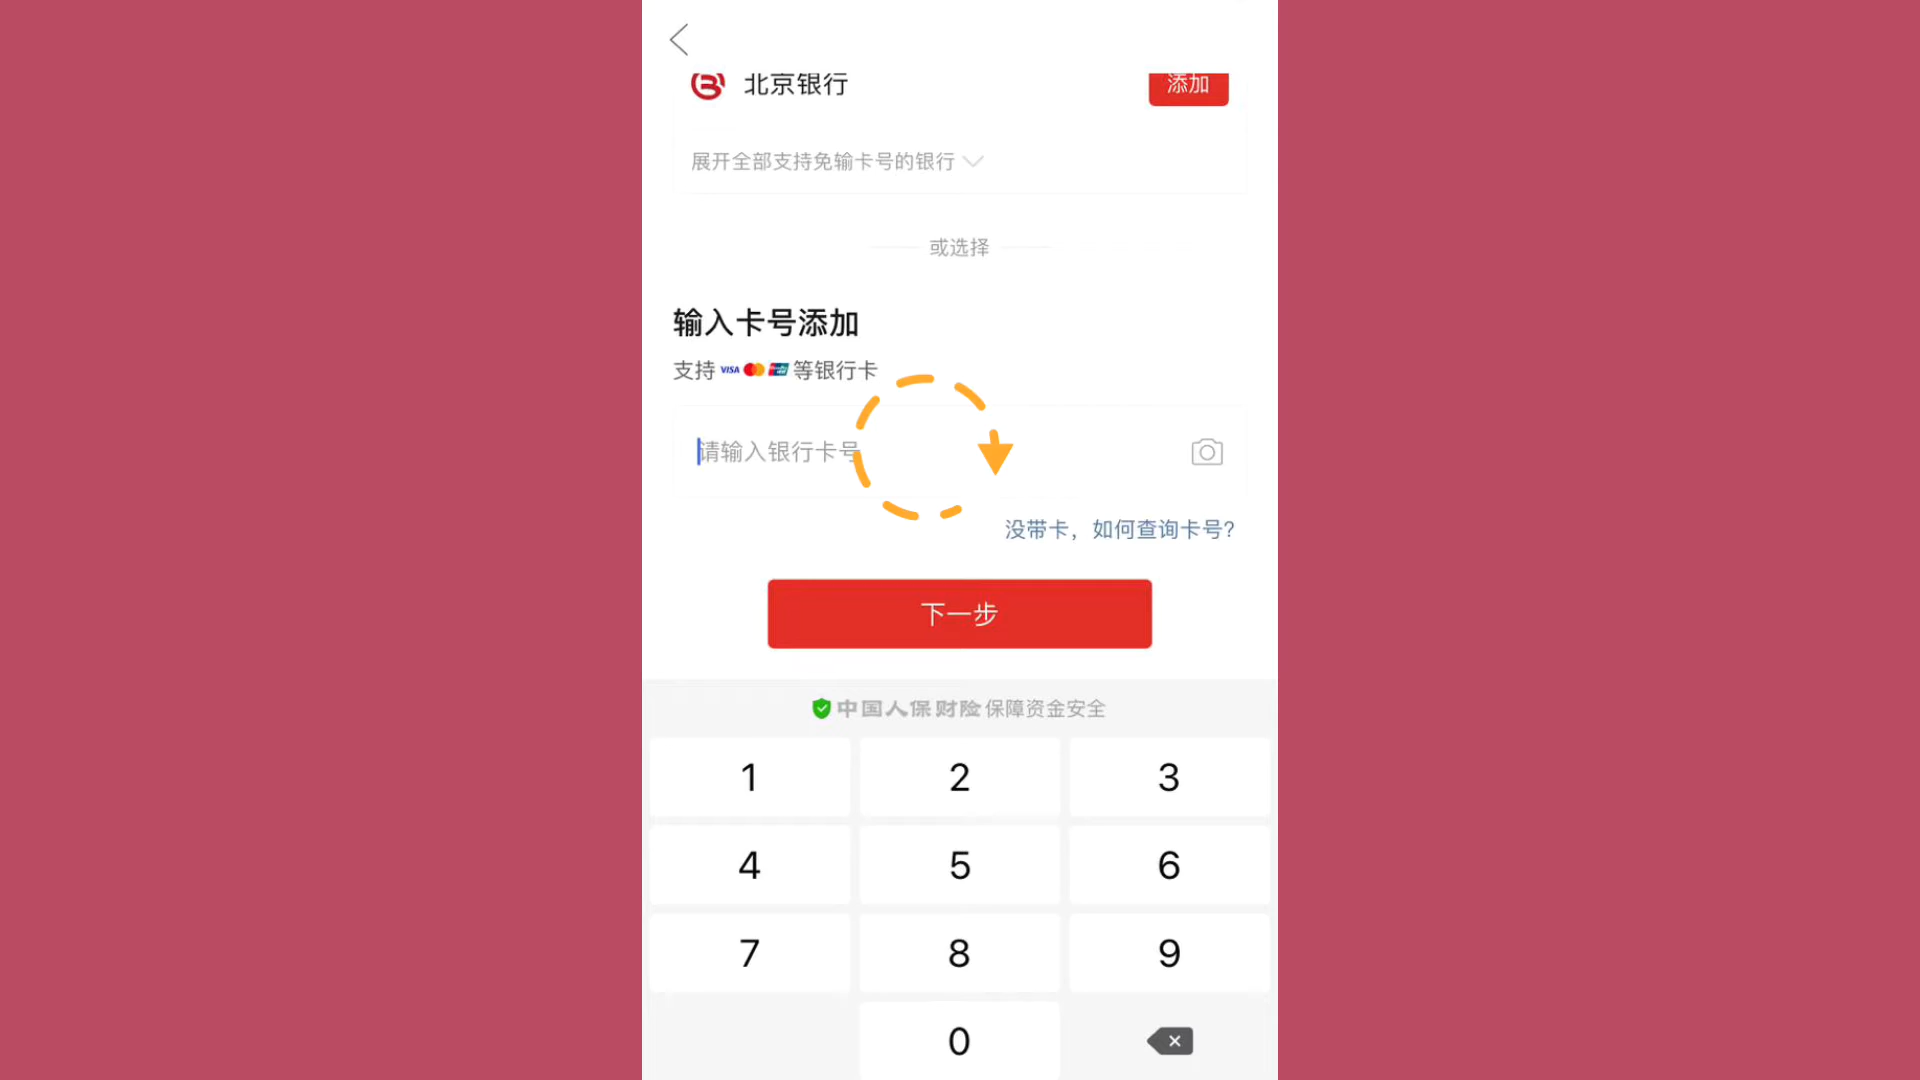 北京银行
添加
展开全部支持免输卡号的银行
或选择
输入卡号添加
支持 VISA 等银行卡
请输入银行卡号
没带卡，如何查询卡号？
下一步
中国人保财险 保障资金安全
1 2 3
4 5 6
7 8 9
0